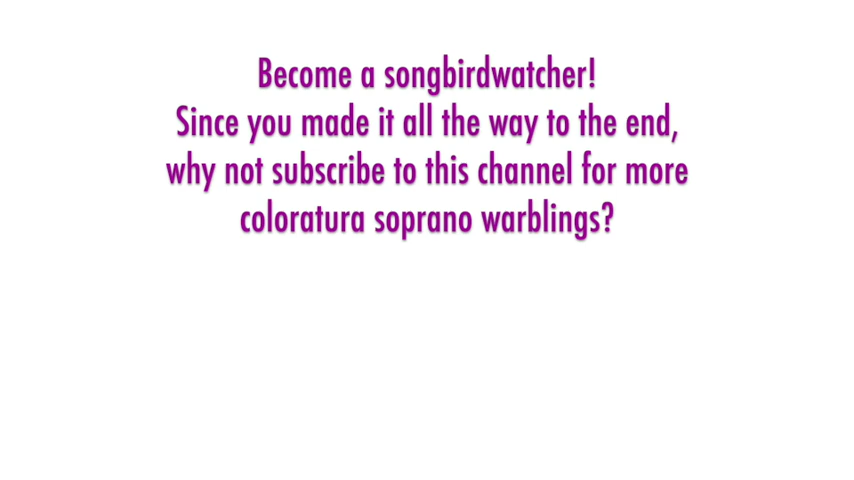 Become a songbirdwatcher!
Since you made it all the way to the end,
why not subscribe to this channel for more
coloratura soprano warblings?